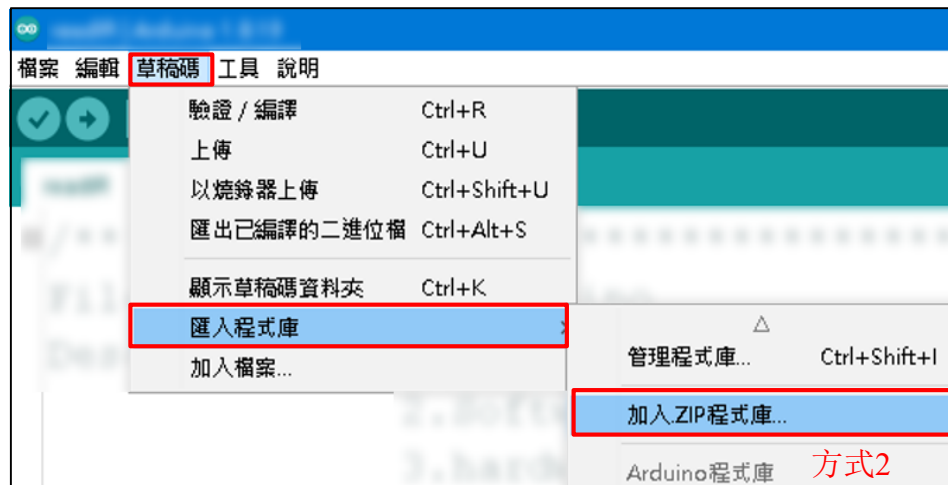 檔案 編輯 草稿碼 工具 說明
驗證 / 編譯 Ctrl+R
上傳 Ctrl+U
以燒錄器上傳 Ctrl+Shift+U
匯出已編譯的二進位檔 Ctrl+Alt+S
顯示草稿碼資料夾 Ctrl+K
匯入程式庫
加入檔案...
管理程式庫... Ctrl+Shift+I
加入.ZIP程式庫...
Arduino程式庫 方式2